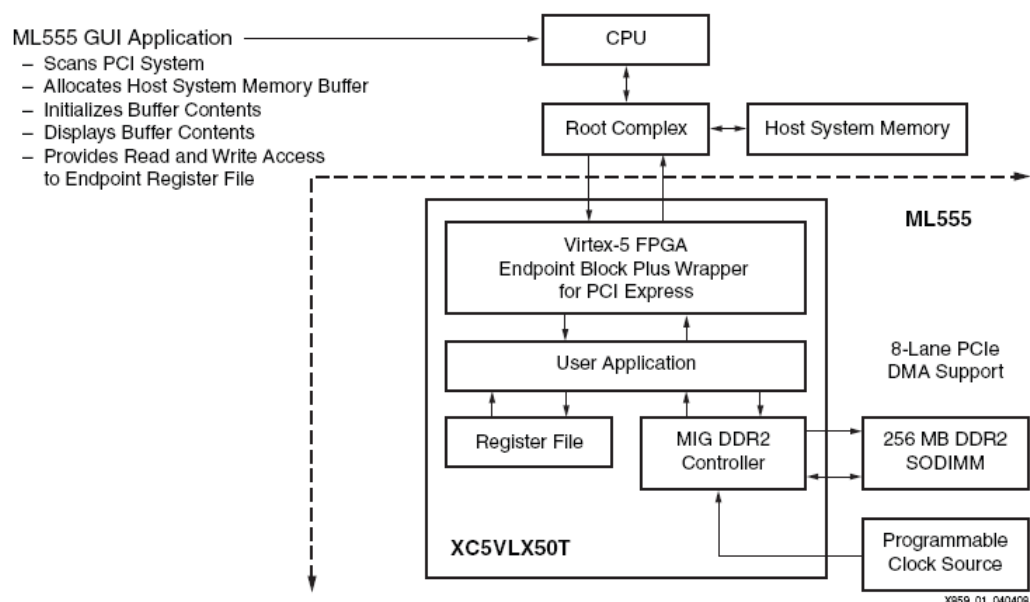 ML555 GUI Application
– Scans PCI System
– Allocates Host System Memory Buffer
– Initializes Buffer Contents
– Displays Buffer Contents
– Provides Read and Write Access
to Endpoint Register File
CPU
Root Complex
Host System Memory
ML555
Virtex-5 FPGA
Endpoint Block Plus Wrapper
for PCI Express
User Application
8-Lane PCIe
DMA Support
Register File
MIG DDR2
Controller
256 MB DDR2
SODIMM
XC5VLX50T
Programmable
Clock Source
X859_01_040408